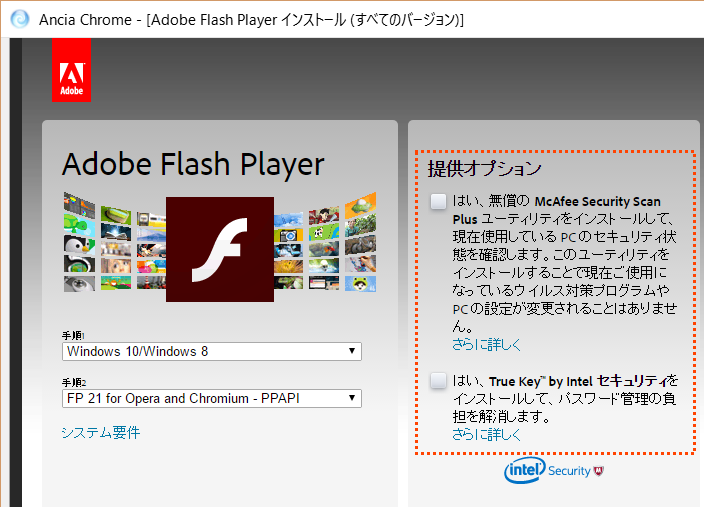 Ancia Chrome - [Adobe Flash Player インストール (すべてのバージョン)]
Adobe
Adobe Flash Player
手順1
Windows 10/Windows 8
手順2
FP 21 for Opera and Chromium - PPAPI
システム要件
提供オプション
はい、無償の McAfee Security Scan
Plus ユーティリティをインストールして、
現在使用している PC のセキュリティ状
態を確認します。このユーティリティを
インストールすることで現在ご使用に
なっているウイルス対策プログラムや
PC の設定が変更されることはありませ
ん。
さらに詳しく
はい、True Key™ by Intel セキュリティを
インストールして、パスワード管理の負
担を解消します。
さらに詳しく
intel Security